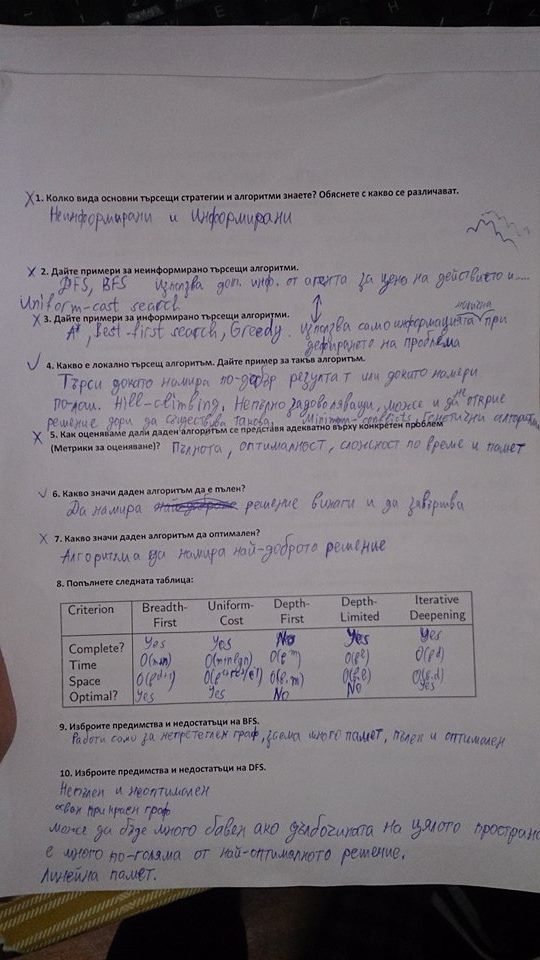 X 1. Колко вида основни търсещи стратегии и алгоритми знаете? Обяснете с какво се различават.
Неинформирани и Информирани
X 2. Дайте примери за неинформирано търсещи алгоритми.
DFS, BFS използва доп. инф. от агента за цена на действието и....
Uniform-cost search
X 3. Дайте примери за информирано търсещи алгоритми.
A*, Best-first search, Greedy. използва само информацията при
дефирането на проблема
✓ 4. Какво е локално търсещ алгоритъм. Дайте пример за такъв алгоритъм.
Търси докато намира по-добър резултат или докато намери
по-лош. Hill-climbing, Непълно задоволяващи, може и да не открие
решение дори да съществува такова. Minimum-conflicts, Генетични алгоритми
X 5. Как оценяваме дали даден алгоритъм се представя адекватно върху конкретен проблем
(Метрики за оценяване)? Пълнота, оптималност, сложност по време и памет
✓ 6. Какво значи даден алгоритъм да е пълен?
Да намира решение винаги и да завършва
X 7. Какво значи даден алгоритъм да оптимален?
Алгоритъма да намира най-доброто решение
8. Попълнете следната таблица:
Criterion Breadth-First Uniform-Cost Depth-First Depth-Limited Iterative Deepening
Complete? Yes Yes No Yes Yes
Time O(m+n) O(m+nlgn) O(b^m) O(b^l) O(b^d)
Space O(b^d+1) O(b.m) O(b.l) O(b.d)
Optimal? Yes Yes No No Yes
9. Избройте предимства и недостатъци на BFS.
Работи само за непретеглен граф, заема много памет, пълен и оптимален
10. Избройте предимства и недостатъци на DFS.
Непълен и неоптимален
освен при краен граф
може да бъде много бавен ако дълбочината на цялото простран
е много по-голяма от най-оптималното решение.
Линейна памет.